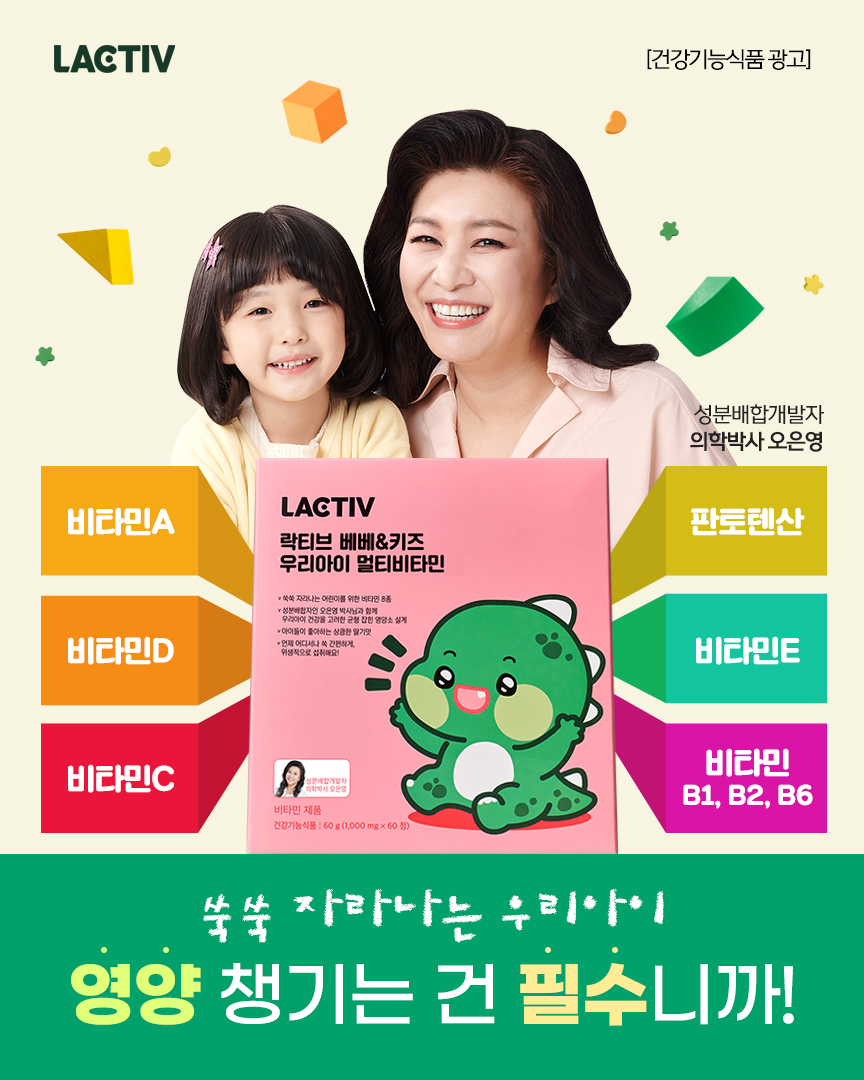 LACTIV
[건강기능식품 광고]
성분배합개발자
의학박사 오은영
비타민A
비타민D
비타민C
판토텐산
비타민E
비타민
B1, B2, B6
LACTIV
락티브 베베&키즈
우리아이 멀티비타민
쑥쑥 자라나는 어린이를 위한 비타민 8종
성분배합자인 오은영 박사님과 함께
우리아이 건강을 고려한 균형 잡힌 영양소 설계
아이들이 좋아하는 상큼한 딸기맛
언제 어디서나 쏙 간편하게,
위생적으로 섭취해요!
성분배합개발자
의학박사 오은영
비타민 제품
건강기능식품 | 60 g (1,000 mg × 60 정)
쑥쑥 자라나는 우리아이
영양 챙기는 건 필수니까!